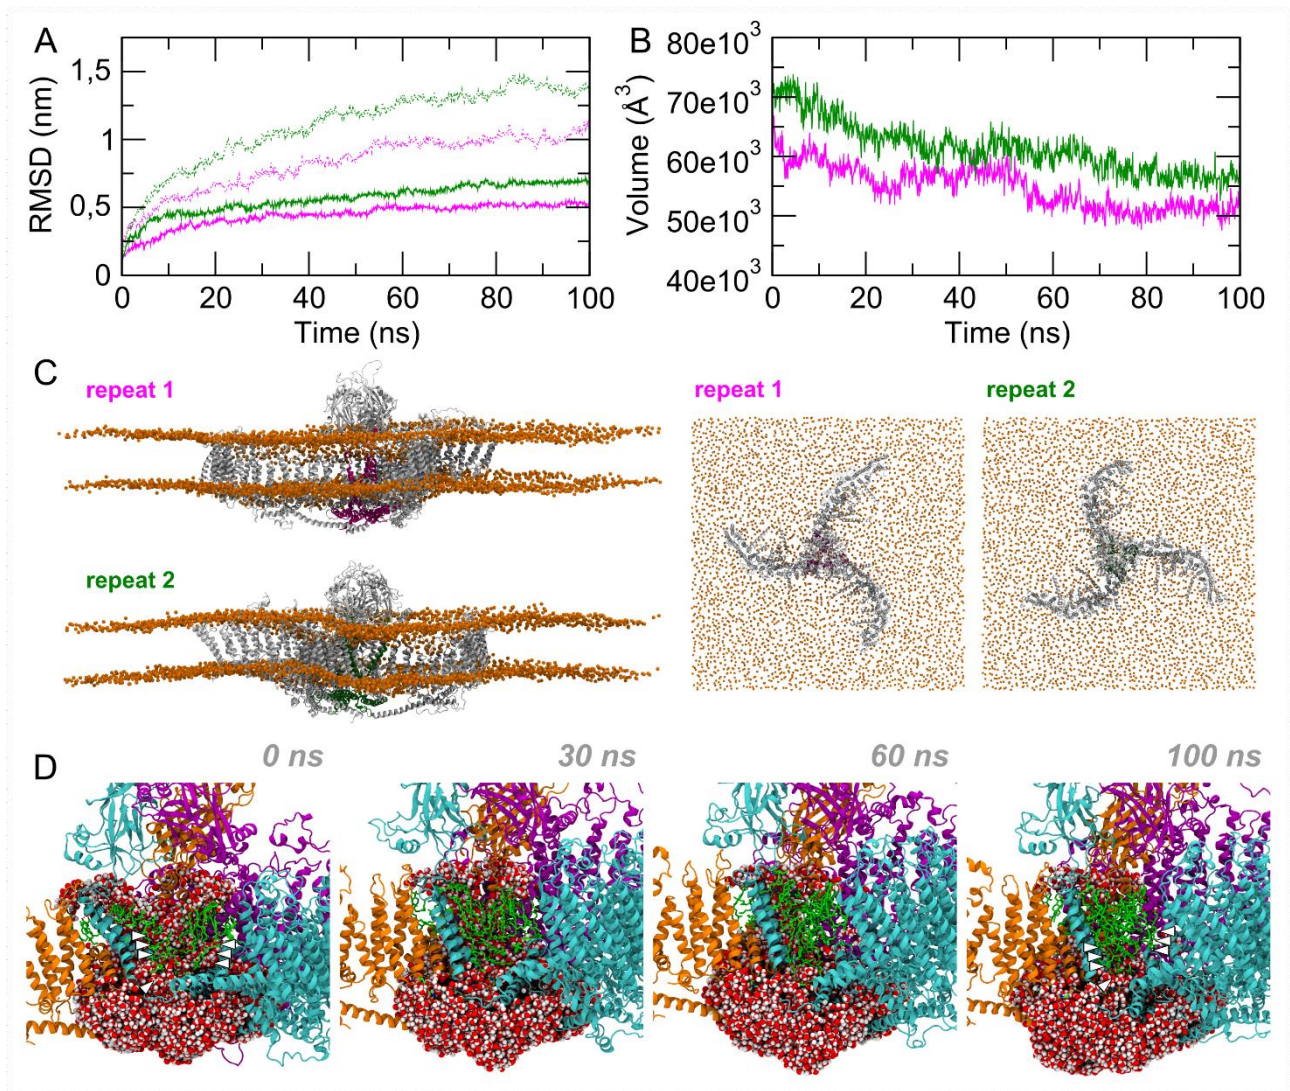 A
RMSD (nm)
1,5
1
0,5
0
0 20 40 60 80 100
Time (ns)
B
Volume (Å³)
80e10³
70e10³
60e10³
50e10³
40e10³
0 20 40 60 80 100
Time (ns)
C
repeat 1
repeat 2
repeat 1
repeat 2
D
0 ns
30 ns
60 ns
100 ns